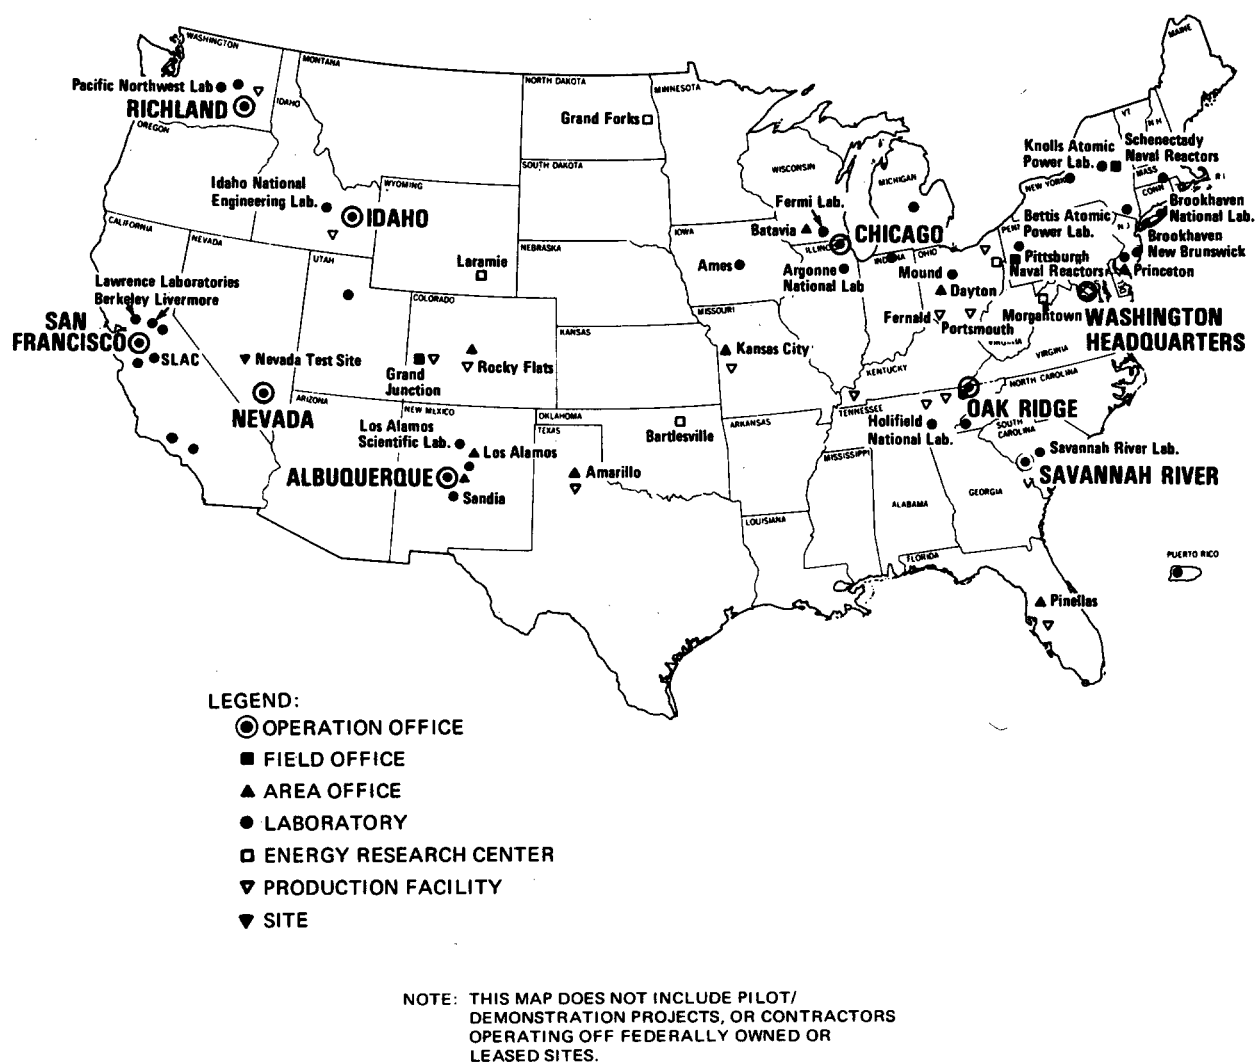 WASHINGTON
MONTANA
NORTH DAKOTA
MINNESOTA
MAINE
Pacific Northwest Lab
RICHLAND
IDAHO
OREGON
Grand Forks
VT
N H
Knolls Atomic
Power Lab.
Schenectady
Naval Reactors
SOUTH DAKOTA
WISCONSIN
MICHIGAN
NEW YORK
MASS
CONN
R I
Idaho National
Engineering Lab.
WYOMING
IDAHO
Fermi Lab.
Batavia
CHICAGO
Bettis Atomic
Power Lab.
Brookhaven
National Lab.
CALIFORNIA
NEVADA
UTAH
NEBRASKA
IOWA
ILLINOIS
INDIANA
OHIO
PEN
N J
Brookhaven
New Brunswick
Laramie
Ames
Argonne
National Lab
Mound
Pittsburgh
Naval Reactors
Princeton
Lawrence Laboratories
Berkeley Livermore
COLORADO
MISSOURI
Dayton
Fernald
Portsmouth
Morgantown
WASHINGTON
HEADQUARTERS
SAN
FRANCISCO
SLAC
Nevada Test Site
KANSAS
Grand
Junction
Rocky Flats
Kansas City
VIRGINIA
VIRGINIA
KENTUCKY
NEVADA
ARIZONA
NEW MEXICO
OKLAHOMA
TEXAS
ARKANSAS
TENNESSEE
NORTH CAROLINA
OAK RIDGE
SOUTH
CAROLINA
Los Alamos
Scientific Lab.
Los Alamos
Bartlesville
Holifield
National Lab.
MISSISSIPPI
Savannah River Lab.
ALBUQUERQUE
Sandia
Amarillo
SAVANNAH RIVER
ALABAMA
GEORGIA
LOUISIANA
FLORIDA
PUERTO RICO
Pinellas
LEGEND:
OPERATION OFFICE
FIELD OFFICE
AREA OFFICE
LABORATORY
ENERGY RESEARCH CENTER
PRODUCTION FACILITY
SITE
NOTE: THIS MAP DOES NOT INCLUDE PILOT/
DEMONSTRATION PROJECTS, OR CONTRACTORS
OPERATING OFF FEDERALLY OWNED OR
LEASED SITES.